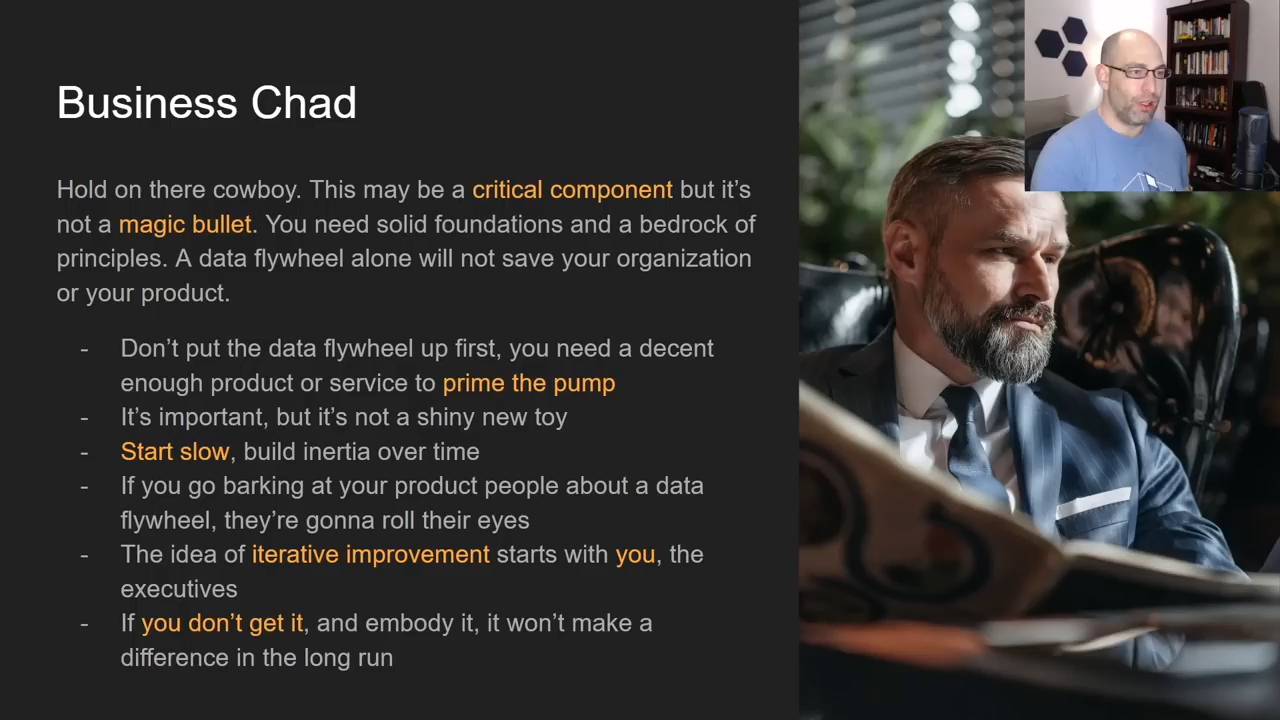 Business Chad
Hold on there cowboy. This may be a critical component but it’s
not a magic bullet. You need solid foundations and a bedrock of
principles. A data flywheel alone will not save your organization
or your product.
- Don’t put the data flywheel up first, you need a decent
enough product or service to prime the pump
- It’s important, but it’s not a shiny new toy
- Start slow, build inertia over time
- If you go barking at your product people about a data
flywheel, they’re gonna roll their eyes
- The idea of iterative improvement starts with you, the
executives
- If you don’t get it, and embody it, it won’t make a
difference in the long run